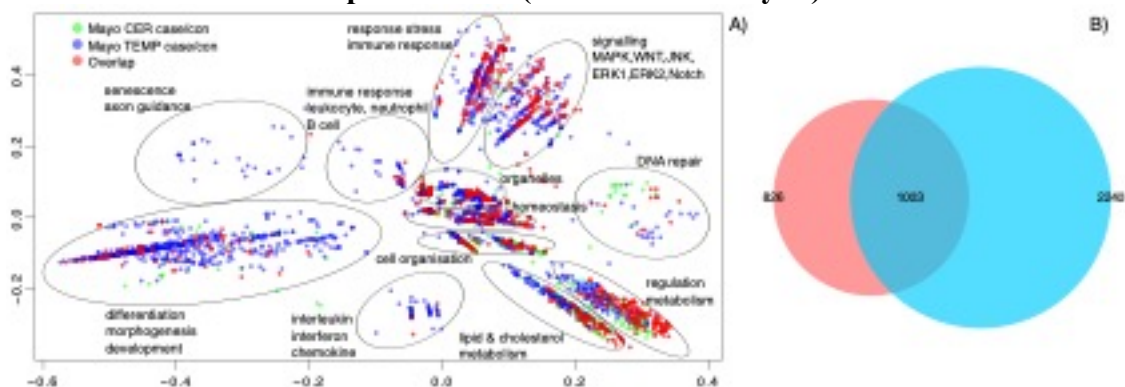 Mayo CER case/con
Mayo TEMP case/con
Overlap
response stress
immune response
signalling
MAPK,WNT,JNK,
ERK1,ERK2,Notch
A)
B)
senescence
axon guidance
immune response
leukocyte, neutrophil
B cell
DNA repair
organelles
homeostasis
cell organisation
regulation
metabolism
differentiation
morphogenesis
development
interleukin
interferon
chemokine
lipid & cholesterol
metabolism
0.4
0.2
0.0
-0.2
-0.6
-0.4
-0.2
0.0
0.2
0.4
826
1003